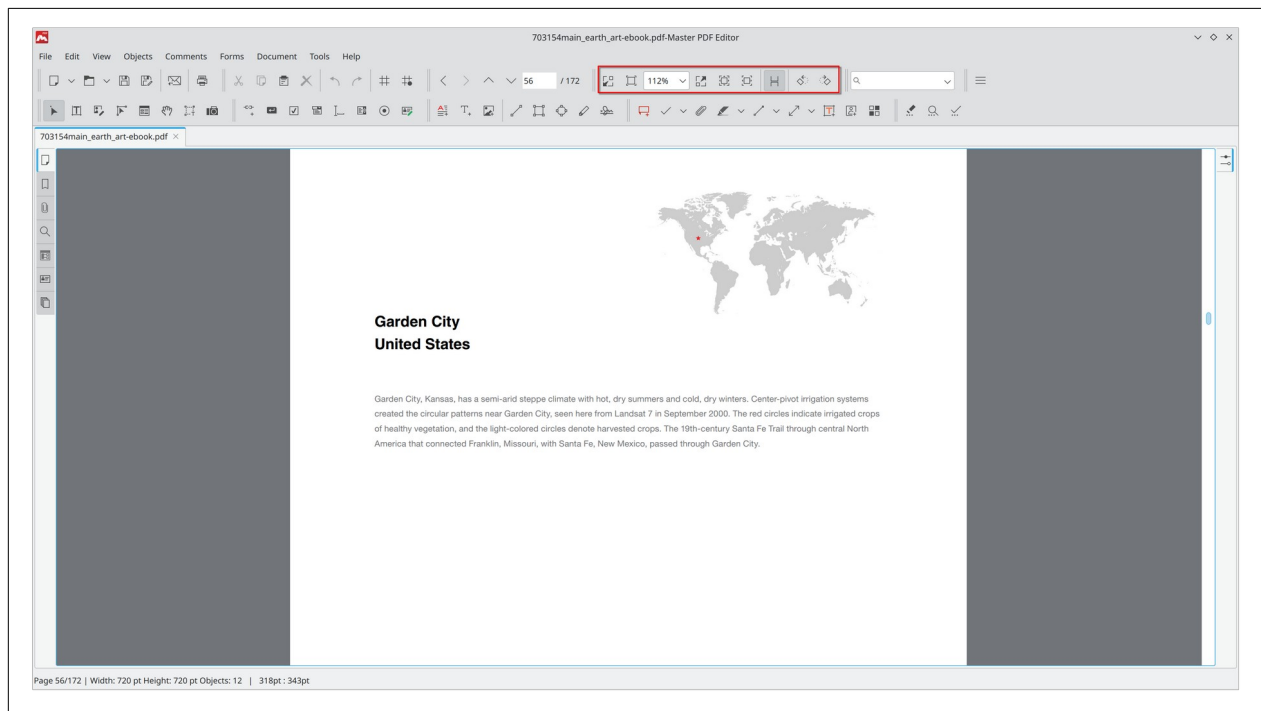 703154main_earth_art-ebook.pdf-Master PDF Editor
File Edit View Objects Comments Forms Document Tools Help
56 / 172 112%
703154main_earth_art-ebook.pdf
Garden City
United States
Garden City, Kansas, has a semi-arid steppe climate with hot, dry summers and cold, dry winters. Center-pivot irrigation systems
created the circular patterns near Garden City, seen here from Landsat 7 in September 2000. The red circles indicate irrigated crops
of healthy vegetation, and the light-colored circles denote harvested crops. The 19th-century Santa Fe Trail through central North
America that connected Franklin, Missouri, with Santa Fe, New Mexico, passed through Garden City.
Page 56/172 | Width: 720 pt Height: 720 pt Objects: 12 | 318pt : 343pt